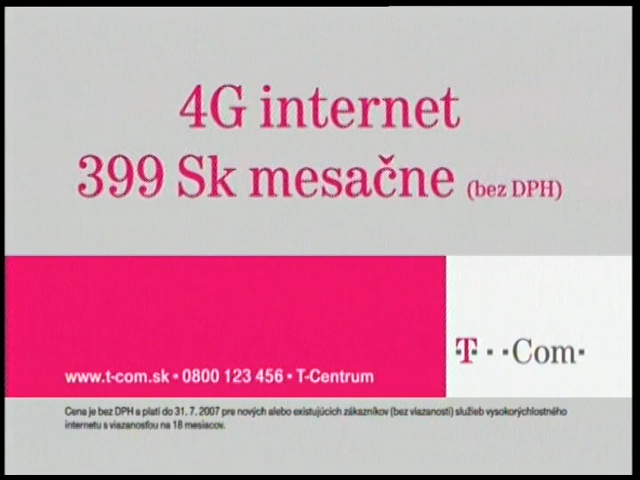 4G internet
399 Sk mesačne (bez DPH)
T · · Com ·
www.t-com.sk • 0800 123 456 • T-Centrum
Cena je bez DPH a platí do 31. 7. 2007 pre nových alebo existujúcich zákazníkov (bez viazanosti) služieb vysokorýchlostného
internetu s viazanosťou na 18 mesiacov.